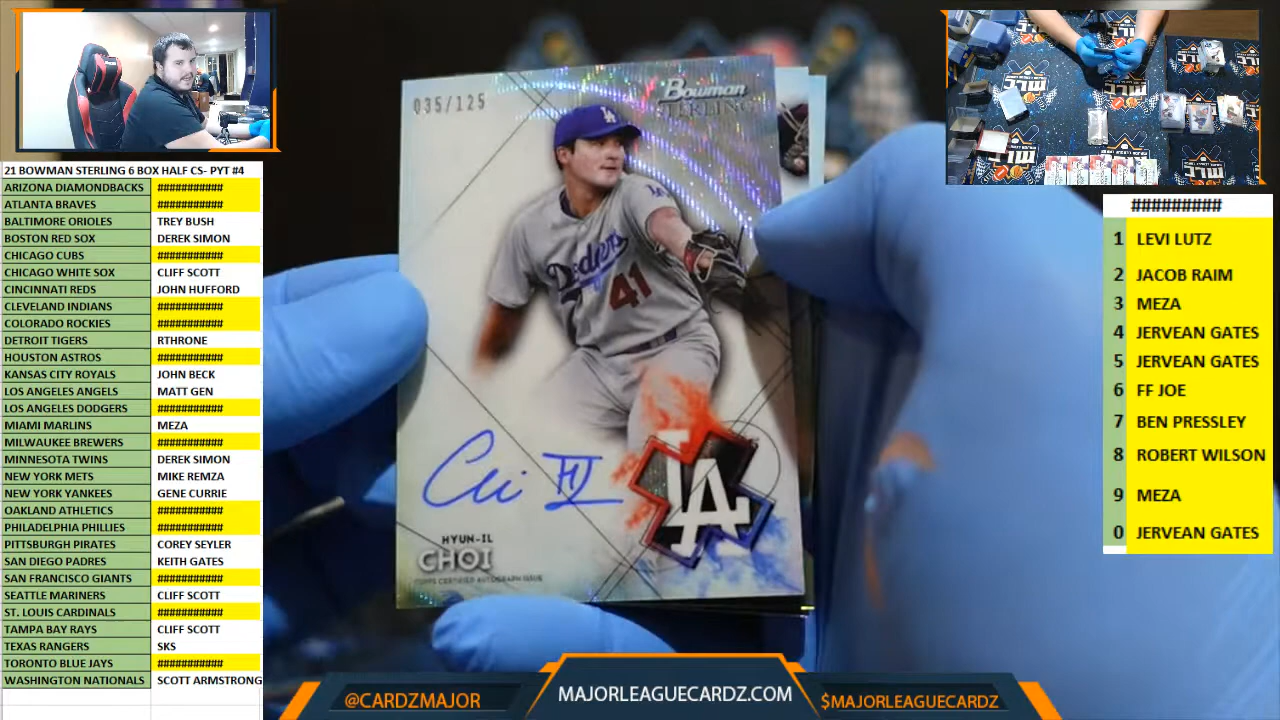 21 BOWMAN STERLING 6 BOX HALF CS- PYT #4
ARIZONA DIAMONDBACKS ###########
ATLANTA BRAVES ###########
BALTIMORE ORIOLES TREY BUSH
BOSTON RED SOX DEREK SIMON
CHICAGO CUBS ###########
CHICAGO WHITE SOX CLIFF SCOTT
CINCINNATI REDS JOHN HUFFORD
CLEVELAND INDIANS ###########
COLORADO ROCKIES ###########
DETROIT TIGERS RTHRONE
HOUSTON ASTROS ###########
KANSAS CITY ROYALS JOHN BECK
LOS ANGELES ANGELS MATT GEN
LOS ANGELES DODGERS ###########
MIAMI MARLINS MEZA
MILWAUKEE BREWERS ###########
MINNESOTA TWINS DEREK SIMON
NEW YORK METS MIKE REMZA
NEW YORK YANKEES GENE CURRIE
OAKLAND ATHLETICS ###########
PHILADELPHIA PHILLIES ###########
PITTSBURGH PIRATES COREY SEYLER
SAN DIEGO PADRES KEITH GATES
SAN FRANCISCO GIANTS ###########
SEATTLE MARINERS CLIFF SCOTT
ST. LOUIS CARDINALS ###########
TAMPA BAY RAYS CLIFF SCOTT
TEXAS RANGERS SKS
TORONTO BLUE JAYS ###########
WASHINGTON NATIONALS SCOTT ARMSTRONG
035/125
Bowman
STERLING
LA
Dodgers
41
LA
HYUN-IL
CHOI
TOPPS CERTIFIED AUTOGRAPH ISSUE
#########
1 LEVI LUTZ
2 JACOB RAIM
3 MEZA
4 JERVEAN GATES
5 JERVEAN GATES
6 FF JOE
7 BEN PRESSLEY
8 ROBERT WILSON
9 MEZA
0 JERVEAN GATES
@CARDZMAJOR
MAJORLEAGUECARDZ.COM
$MAJORLEAGUECARDZ